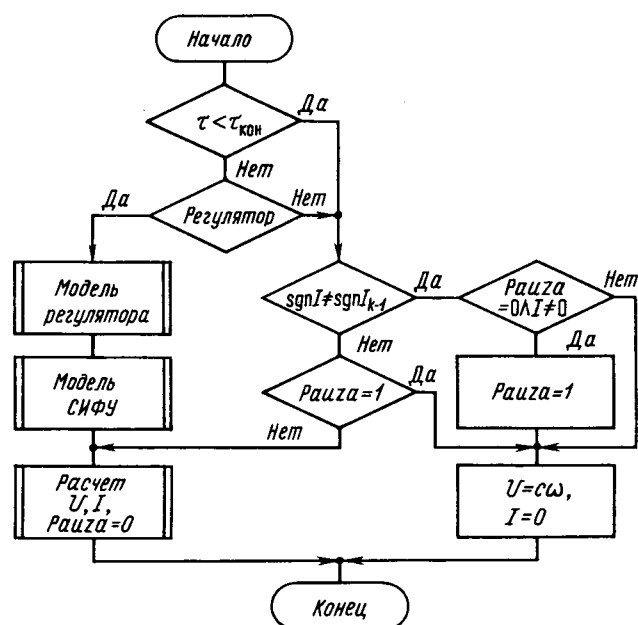 Начало
Да
τ<τкон
Нет
Да
Регулятор
Нет
Модель
регулятора
sgnI≠sgnIk-1
Да
Pauza
=0ΛI≠0
Нет
Нет
Да
Модель
СИФУ
Pauza=1
Да
Pauza=1
Нет
Расчет
U, I,
Pauza=0
U=cω,
I=0
Конец